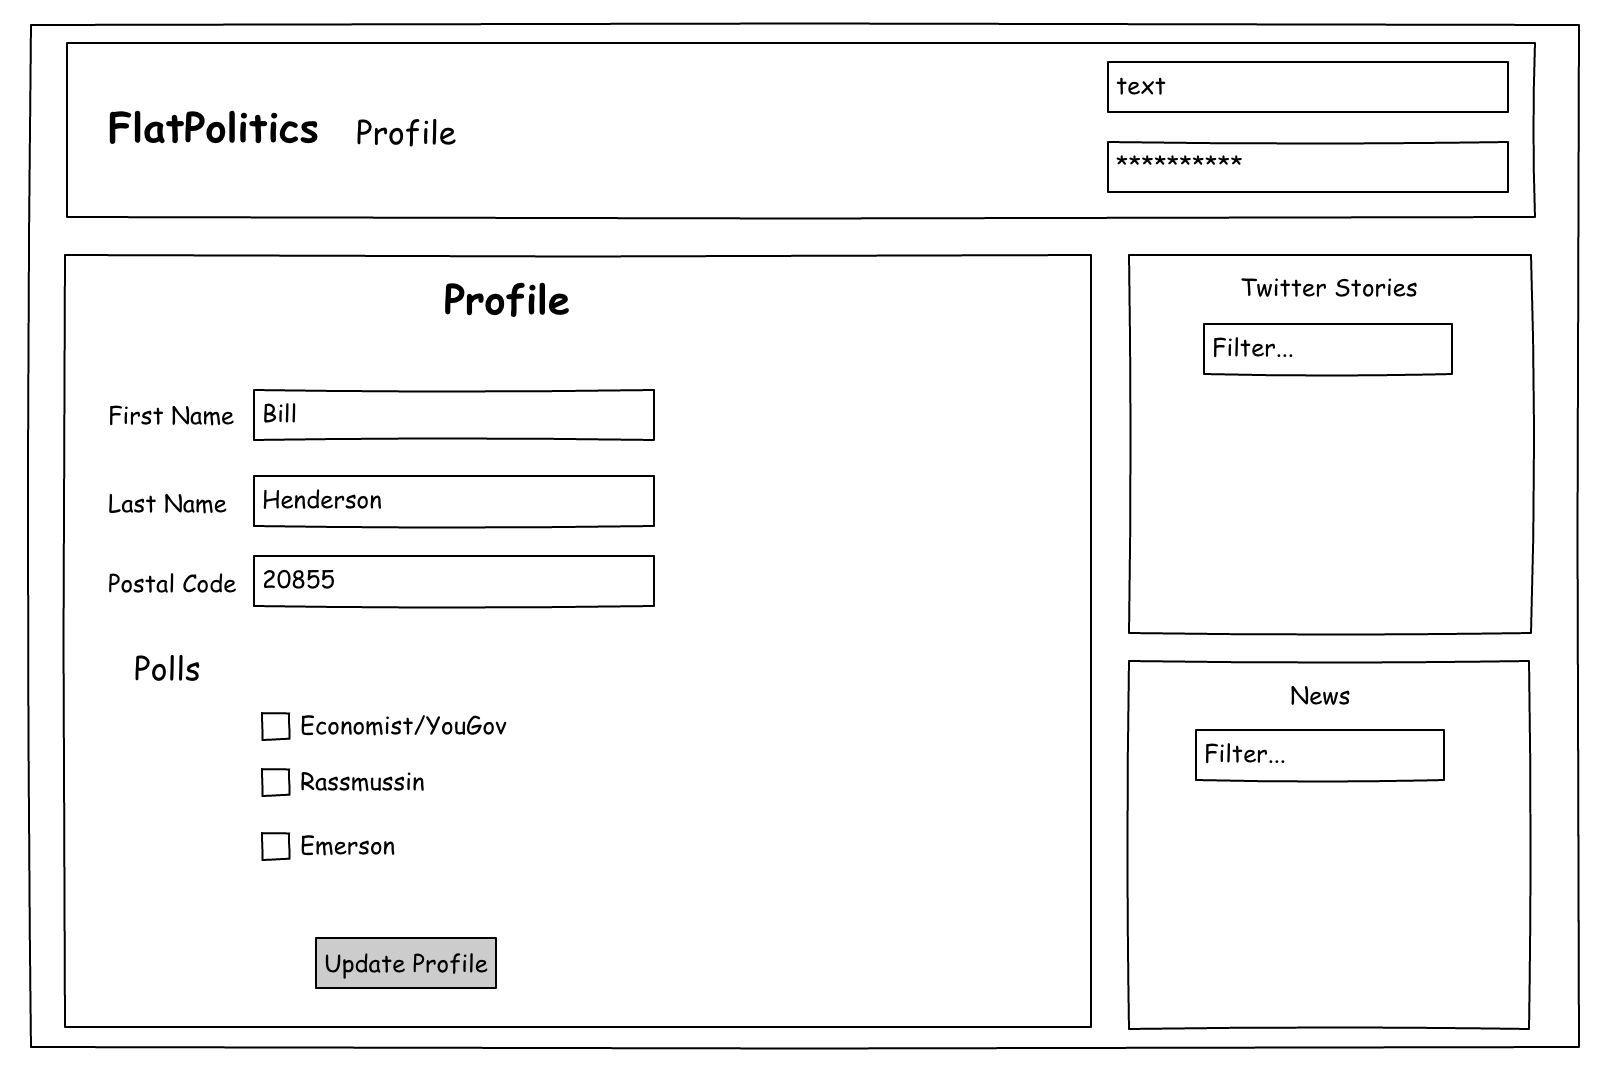 FlatPolitics Profile
text
**********
Profile
First Name Bill
Last Name Henderson
Postal Code 20855
Polls
Economist/YouGov
Rassmussin
Emerson
Update Profile
Twitter Stories
Filter...
News
Filter...